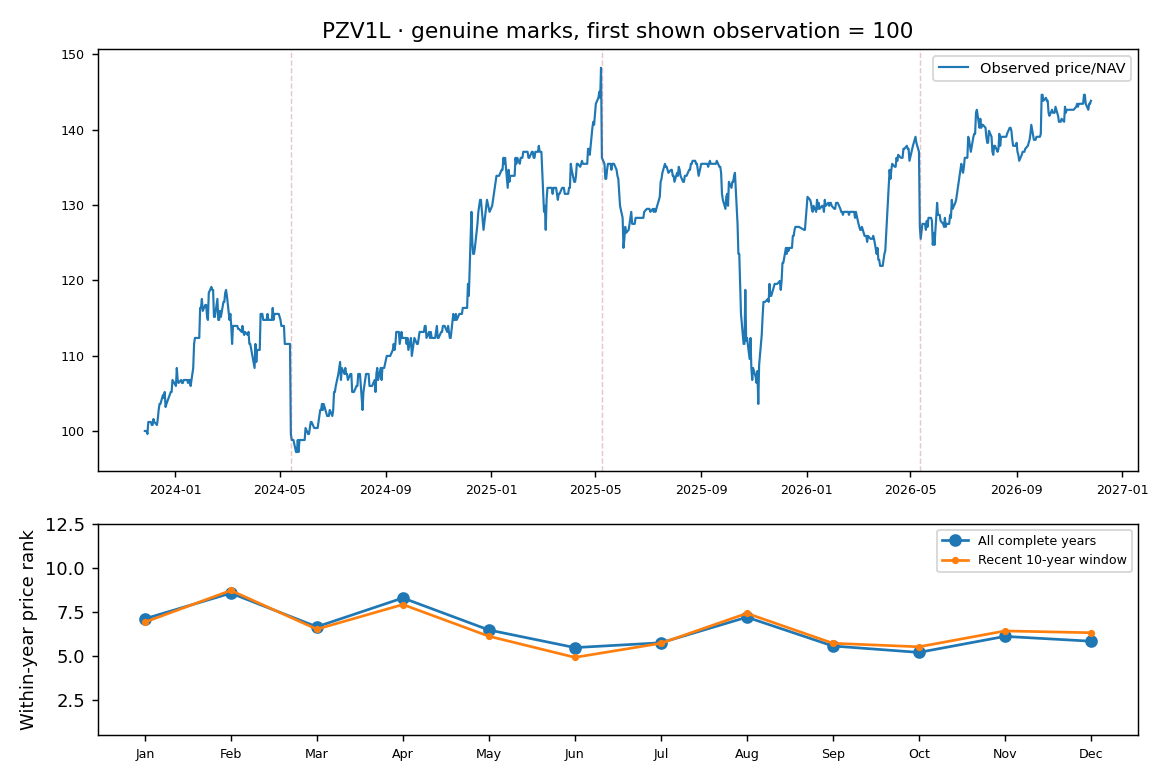 PZV1L · genuine marks, first shown observation = 100
150
140
130
120
110
100
Observed price/NAV
2024-01
2024-05
2024-09
2025-01
2025-05
2025-09
2026-01
2026-05
2026-09
2027-01
Within-year price rank
12.5
10.0
7.5
5.0
2.5
All complete years
Recent 10-year window
Jan
Feb
Mar
Apr
May
Jun
Jul
Aug
Sep
Oct
Nov
Dec